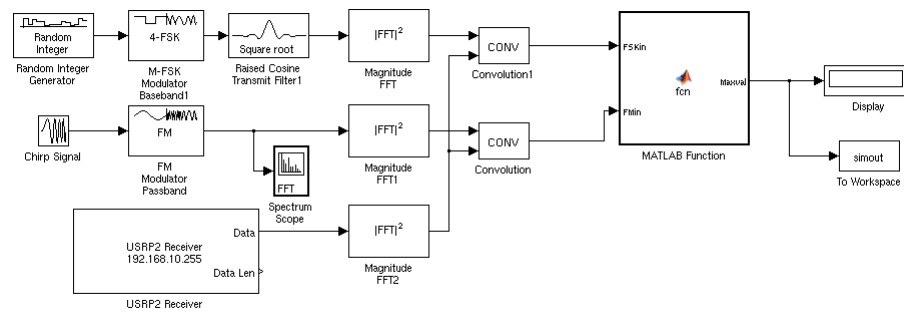 Random
Integer
Random Integer
Generator
4-FSK
M-FSK
Modulator
Baseband1
Square root
Raised Cosine
Transmit Filter1
|FFT|²
Magnitude
FFT
CONV
Convolution1
FSKin
FMin
fcn
Maxval
MATLAB Function
Display
simout
To Workspace
Chirp Signal
FM
FM
Modulator
Passband
FFT
Spectrum
Scope
|FFT|²
Magnitude
FFT1
CONV
Convolution
USRP2 Receiver
192.168.10.255
Data
Data Len
USRP2 Receiver
|FFT|²
Magnitude
FFT2